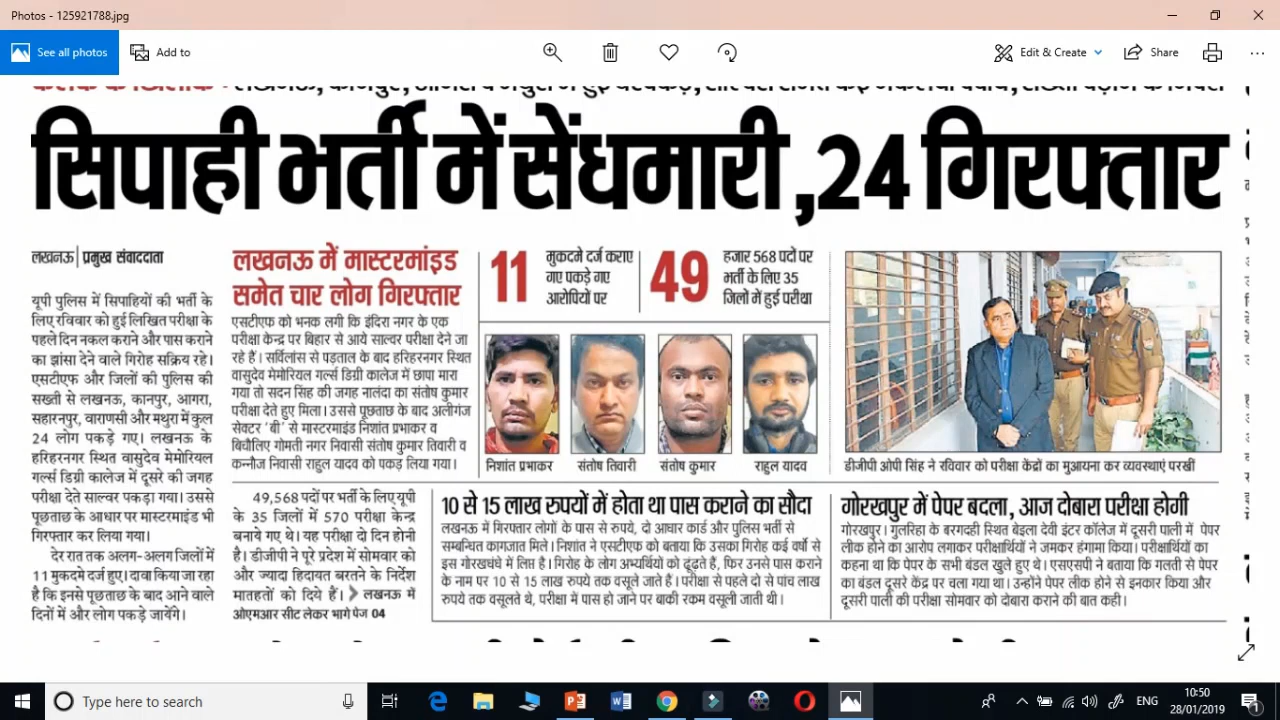 Photos - 125921788.jpg
See all photos
Add to
Edit & Create
Share
सिपाही भर्ती में सेंधमारी ,24 गिरफ्तार
लखनऊ | प्रमुख संवाददाता
यूपी पुलिस में सिपाहियों की भर्ती के
लिए रविवार को हुई लिखित परीक्षा के
पहले दिन नकल कराने और पास कराने
का झांसा देने वाले गिरोह सक्रिय रहे।
एसटीएफ और जिलों की पुलिस की
सख्ती से लखनऊ, कानपुर, आगरा,
सहारनपुर, वाराणसी और मथुरा में कुल
24 लोग पकड़े गए। लखनऊ के
हरिहरनगर स्थित वासुदेव मेमोरियल
गर्ल्स डिग्री कालेज में दूसरे की जगह
परीक्षा देते साल्वर पकड़ा गया। उससे
पूछताछ के आधार पर मास्टरमाइंड भी
गिरफ्तार कर लिया गया।
देर रात तक अलग-अलग जिलों में
11 मुकदमे दर्ज हुए। दावा किया जा रहा
है कि इनसे पूछताछ के बाद आने वाले
दिनों में और लोग पकड़े जायेंगे।
लखनऊ में मास्टरमाइंड
समेत चार लोग गिरफ्तार
एसटीएफ को भनक लगी कि इंदिरा नगर के एक
परीक्षा केन्द्र पर बिहार से आये साल्वर परीक्षा देने जा
रहे हैं। सर्विलांस से पड़ताल के बाद हरिहरनगर स्थित
वासुदेव मेमोरियल गर्ल्स डिग्री कालेज में छापा मारा
गया तो सदन सिंह की जगह नालंदा का संतोष कुमार
परीक्षा देते हुए मिला। उससे पूछताछ के बाद अलीगंज
सेक्टर 'बी' से मास्टरमाइंड निशांत प्रभाकर व
बिचौलिए गोमती नगर निवासी संतोष कुमार तिवारी व
कन्नौज निवासी राहुल यादव को पकड़ लिया गया।
49,568 पदों पर भर्ती के लिए यूपी
के 35 जिलों में 570 परीक्षा केन्द्र
बनाये गए थे। यह परीक्षा दो दिन होनी
है। डीजीपी ने पूरे प्रदेश में सोमवार को
और ज्यादा हिदायत बरतने के निर्देश
मातहतों को दिये हैं। ❯ लखनऊ में
ओएमआर सीट लेकर भागे पेज 04
11 मुकदमे दर्ज कराए
गए पकड़े गए
आरोपियों पर
49 हजार 568 पदों पर
भर्ती के लिए 35
जिलों में हुई परीक्षा
निशांत प्रभाकर
संतोष तिवारी
संतोष कुमार
राहुल यादव
डीजीपी ओपी सिंह ने रविवार को परीक्षा केंद्रों का मुआयना कर व्यवस्थाएं परखीं
10 से 15 लाख रुपयों में होता था पास कराने का सौदा
लखनऊ में गिरफ्तार लोगों के पास से रुपये, दो आधार कार्ड और पुलिस भर्ती से
सम्बन्धित कागजात मिले। निशांत ने एसटीएफ को बताया कि उसका गिरोह कई वर्षो से
इस गोरखधंधे में लिप्त है। गिरोह के लोग अभ्यर्थियों को ढूंढते हैं, फिर उनसे पास कराने
के नाम पर 10 से 15 लाख रुपये तक वसूले जाते हैं। परीक्षा से पहले दो से पांच लाख
रुपये तक वसूलते थे, परीक्षा में पास हो जाने पर बाकी रकम वसूली जाती थी।
गोरखपुर में पेपर बदला, आज दोबारा परीक्षा होगी
गोरखपुर। गुलरिहा के बरगदही स्थित बेइला देवी इंटर कॉलेज में दूसरी पाली में पेपर
लीक होने का आरोप लगाकर परीक्षार्थियों ने जमकर हंगामा किया। परीक्षार्थियों का
कहना था कि पेपर के सभी बंडल खुले हुए थे। एसएसपी ने बताया कि गलती से पेपर
का बंडल दूसरे केंद्र पर चला गया था। उन्होंने पेपर लीक होने से इनकार किया और
दूसरी पाली की परीक्षा सोमवार को दोबारा कराने की बात कही।
Type here to search
ENG
10:50
28/01/2019